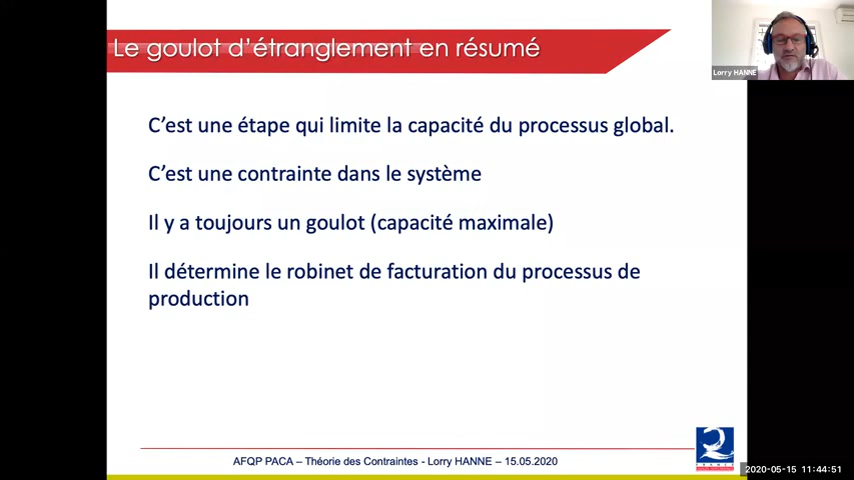 Le goulot d'étranglement en résumé
Lorry HANNE
C'est une étape qui limite la capacité du processus global.
C'est une contrainte dans le système
Il y a toujours un goulot (capacité maximale)
Il détermine le robinet de facturation du processus de
production
AFQP PACA – Théorie des Contraintes - Lorry HANNE – 15.05.2020
FRANCE
2020-05-15 11:44:51